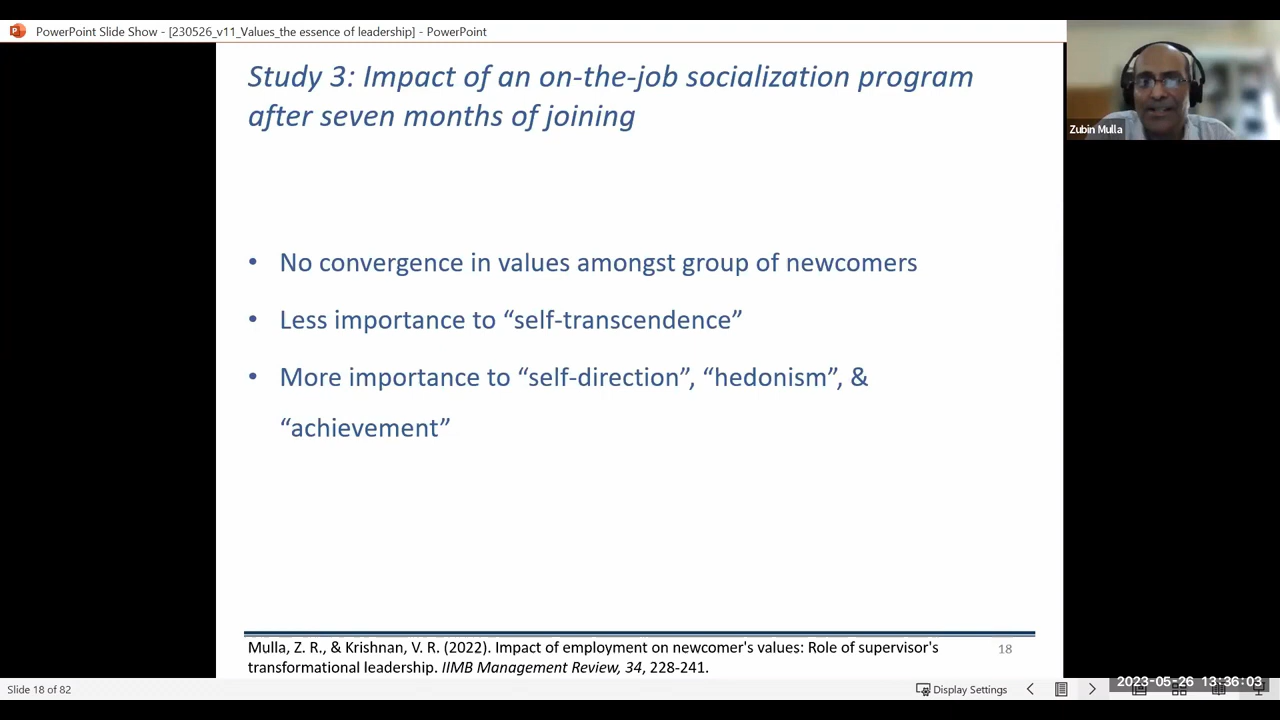 PowerPoint Slide Show - [230526_v11_Values_the essence of leadership] - PowerPoint
Study 3: Impact of an on-the-job socialization program
after seven months of joining
Zubin Mulla
• No convergence in values amongst group of newcomers
• Less importance to “self-transcendence”
• More importance to “self-direction”, “hedonism”, &
“achievement”
Mulla, Z. R., & Krishnan, V. R. (2022). Impact of employment on newcomer's values: Role of supervisor's
transformational leadership. IIMB Management Review, 34, 228-241.
18
Slide 18 of 82
Display Settings
2023-05-26 13:36:03